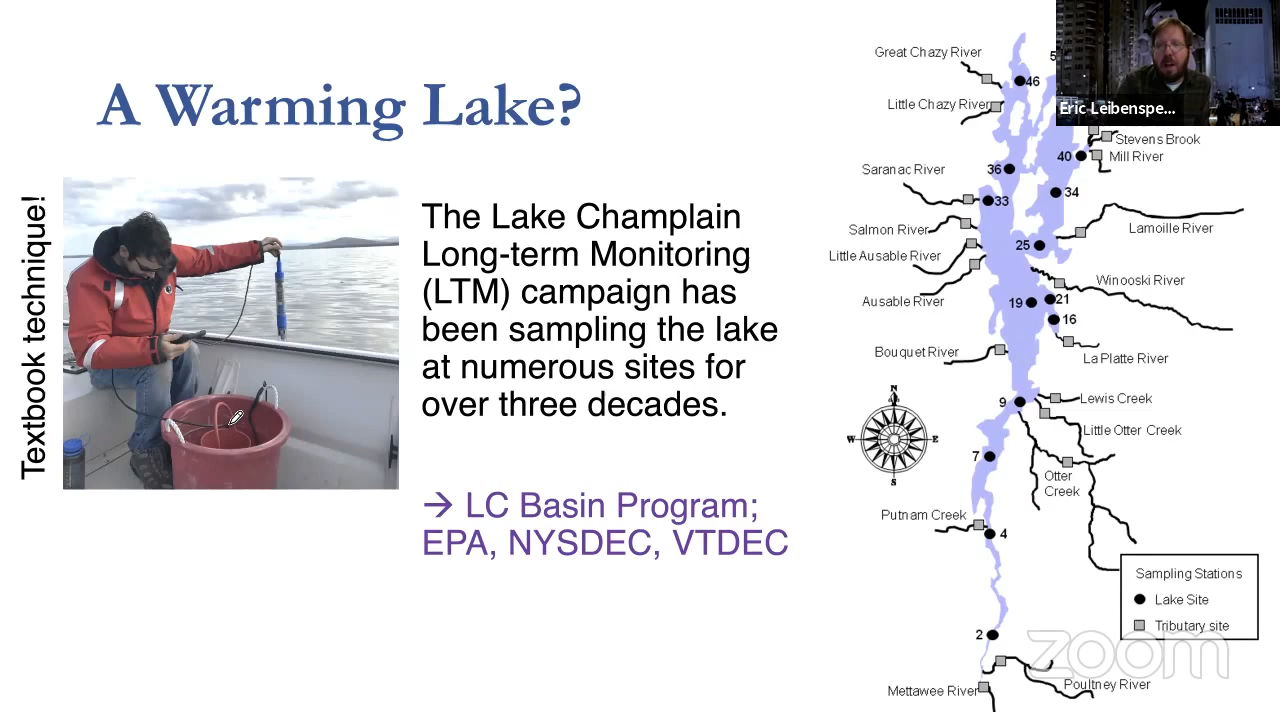 A Warming Lake?
Textbook technique!
The Lake Champlain
Long-term Monitoring
(LTM) campaign has
been sampling the lake
at numerous sites for
over three decades.
→ LC Basin Program;
EPA, NYSDEC, VTDEC
Eric Leibenspe...
Great Chazy River
46
5
Little Chazy River
Stevens Brook
40
Mill River
Saranac River
36
34
33
Salmon River
Lamoille River
25
Little Ausable River
Winooski River
Ausable River
19
21
16
Bouquet River
La Platte River
N
W
E
S
9
Lewis Creek
Little Otter Creek
7
Otter
Creek
Putnam Creek
4
Sampling Stations
Lake Site
Tributary site
2
zoom
Mettawee River
Poultney River